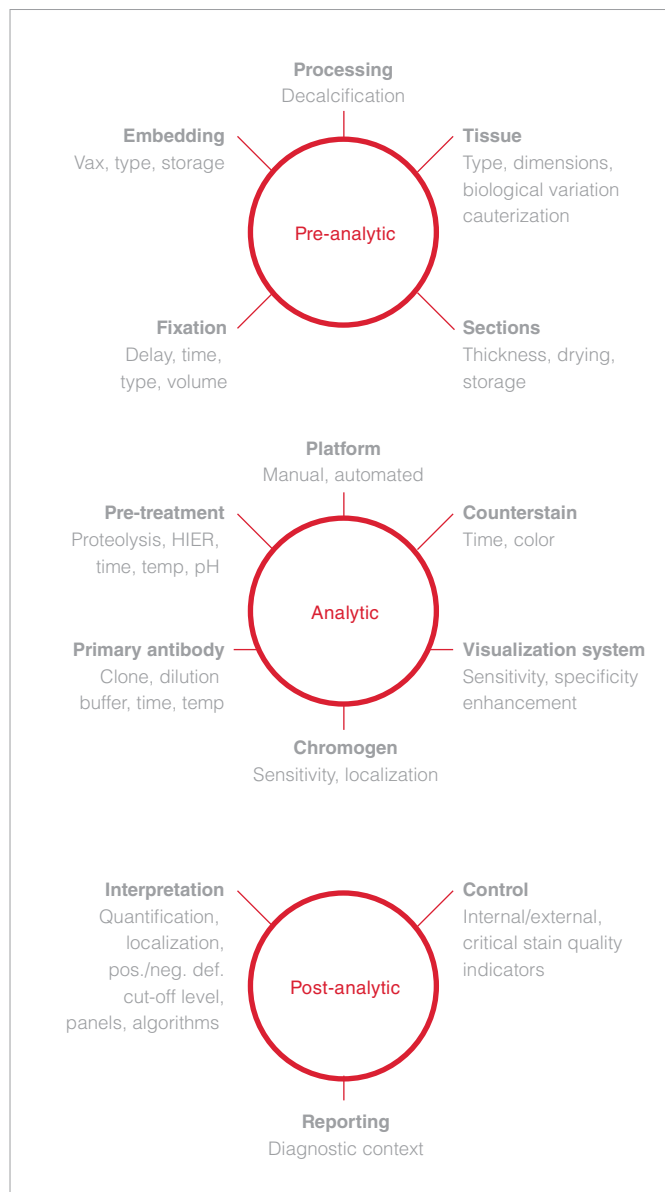 Processing
Decalcification
Embedding
Vax, type, storage
Tissue
Type, dimensions,
biological variation
cauterization
Pre-analytic
Fixation
Delay, time,
type, volume
Sections
Thickness, drying,
storage
Platform
Manual, automated
Pre-treatment
Proteolysis, HIER,
time, temp, pH
Counterstain
Time, color
Analytic
Primary antibody
Clone, dilution
buffer, time, temp
Visualization system
Sensitivity, specificity
enhancement
Chromogen
Sensitivity, localization
Interpretation
Quantification,
localization,
pos./neg. def.
cut-off level,
panels, algorithms
Control
Internal/external,
critical stain quality
indicators
Post-analytic
Reporting
Diagnostic context